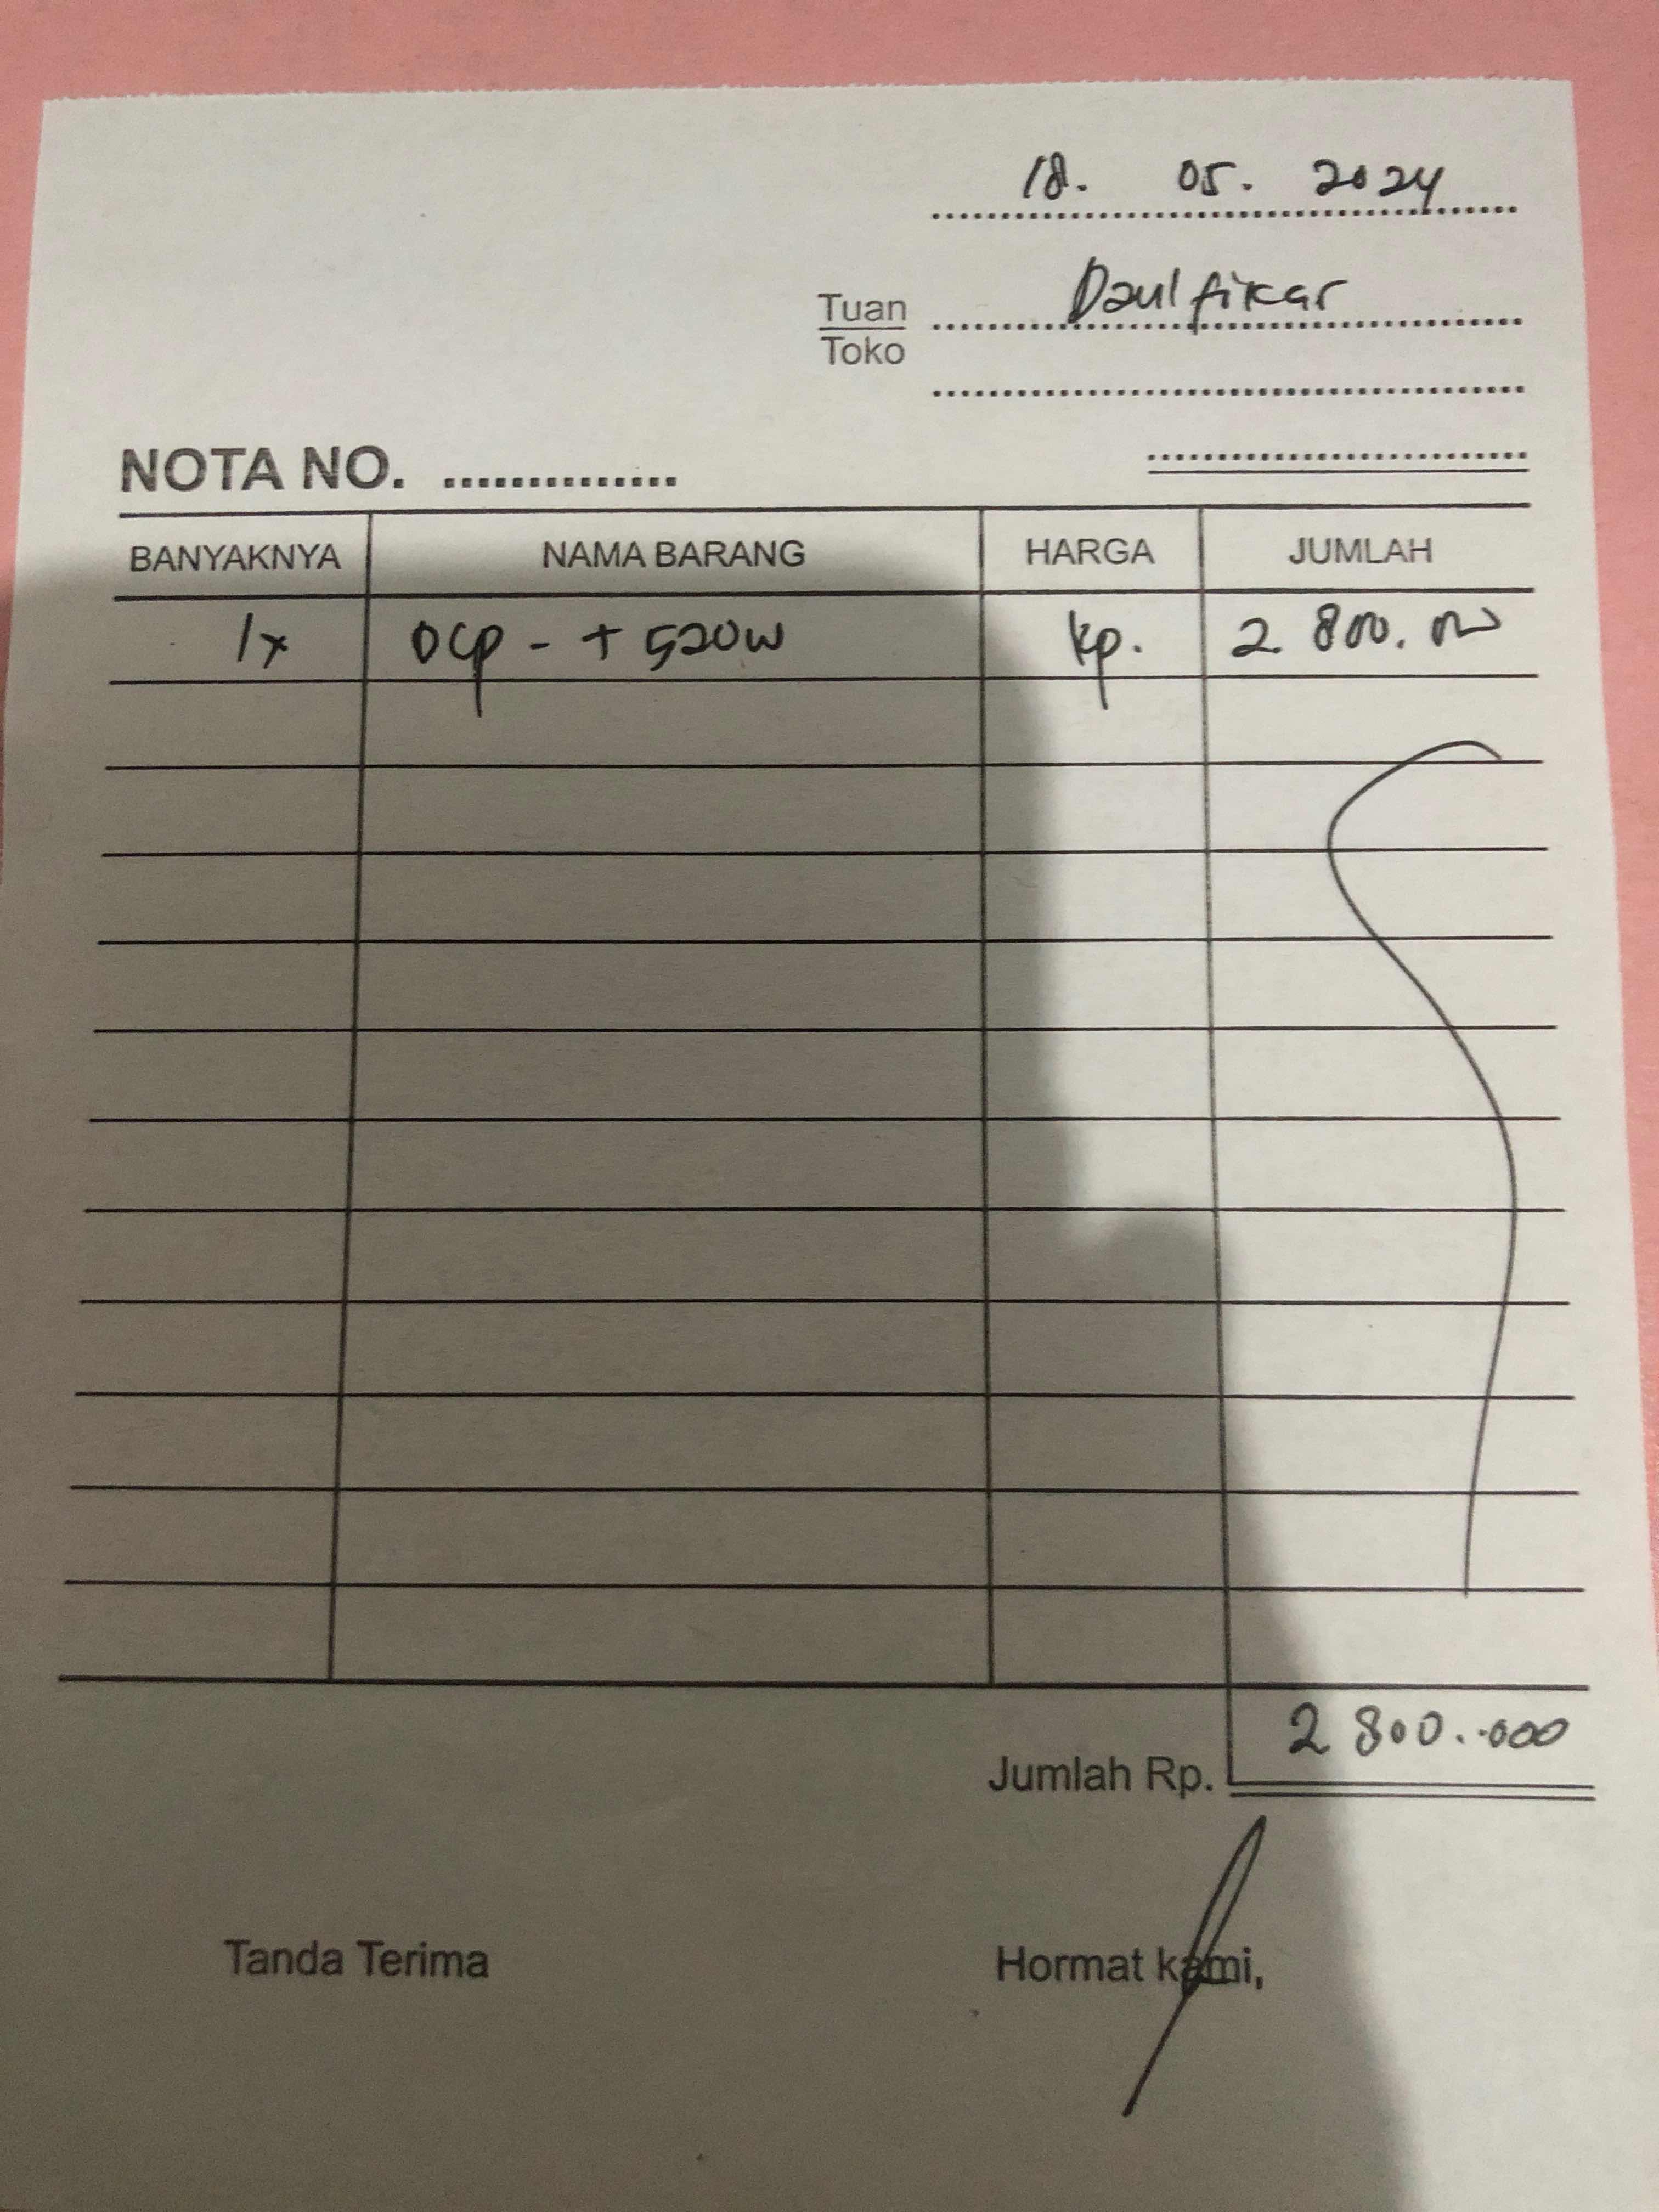 18. 05. 2024
Tuan Dzulfikar
Toko
NOTA NO. ..............
BANYAKNYA NAMA BARANG HARGA JUMLAH
1x DCP - T 520W Rp. 2 800.000
Jumlah Rp. 2 800.000
Tanda Terima Hormat kami,